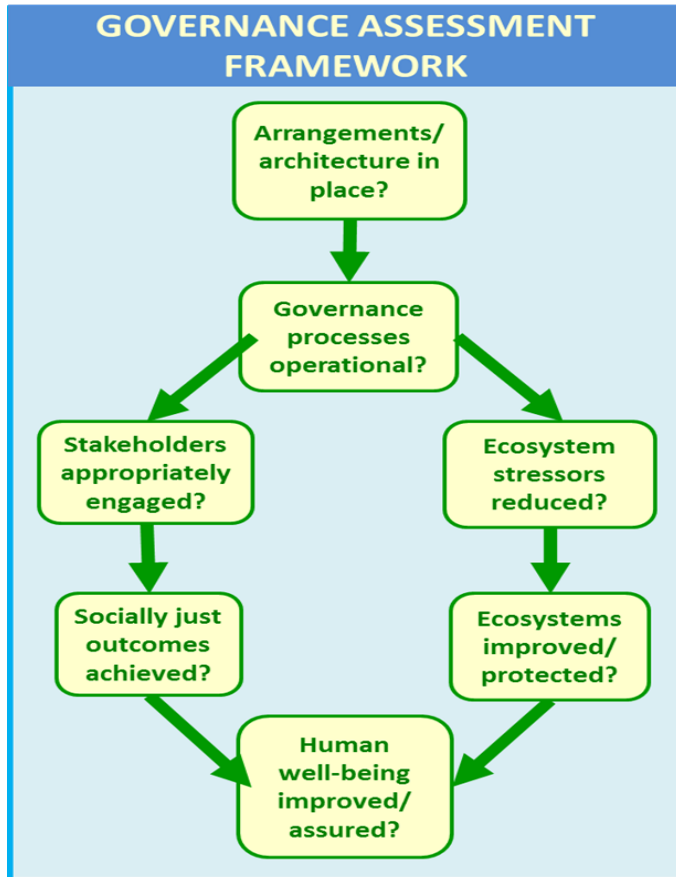 GOVERNANCE ASSESSMENT
FRAMEWORK
Arrangements/
architecture in
place?
Governance
processes
operational?
Stakeholders
appropriately
engaged?
Ecosystem
stressors
reduced?
Socially just
outcomes
achieved?
Ecosystems
improved/
protected?
Human
well-being
improved/
assured?